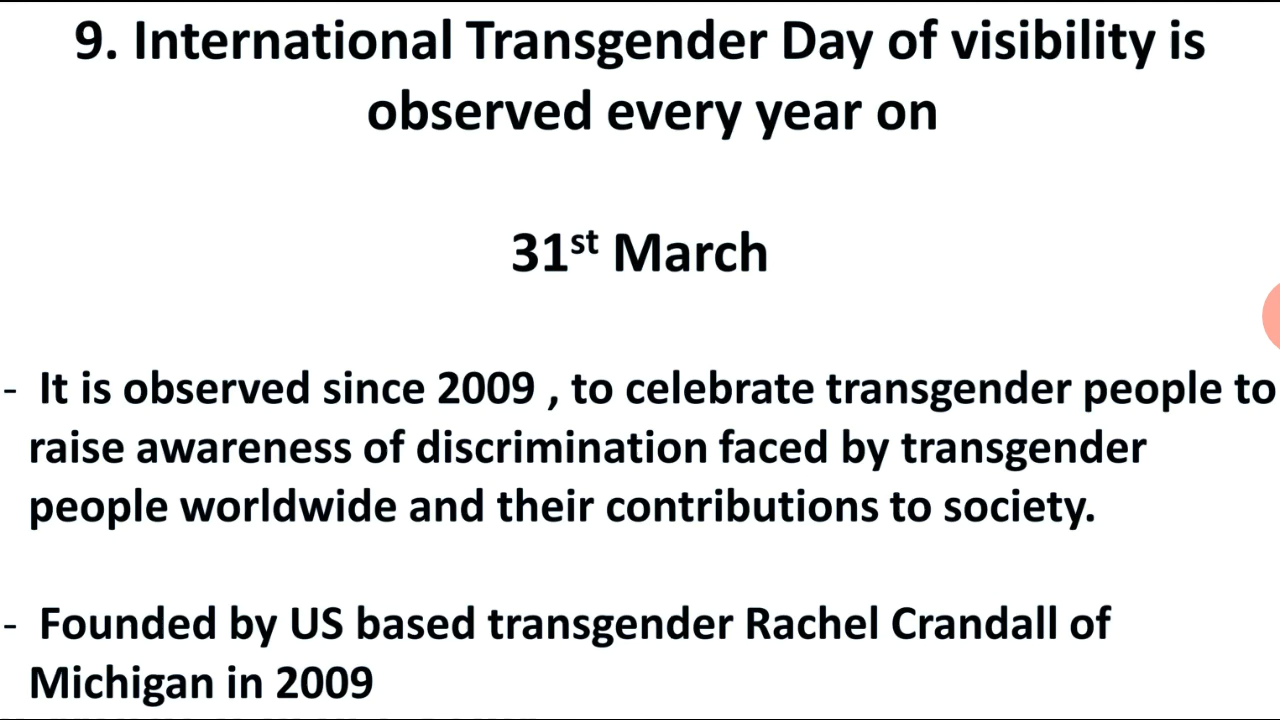 9. International Transgender Day of visibility is
observed every year on
31st March
- It is observed since 2009 , to celebrate transgender people to
raise awareness of discrimination faced by transgender
people worldwide and their contributions to society.
- Founded by US based transgender Rachel Crandall of
Michigan in 2009